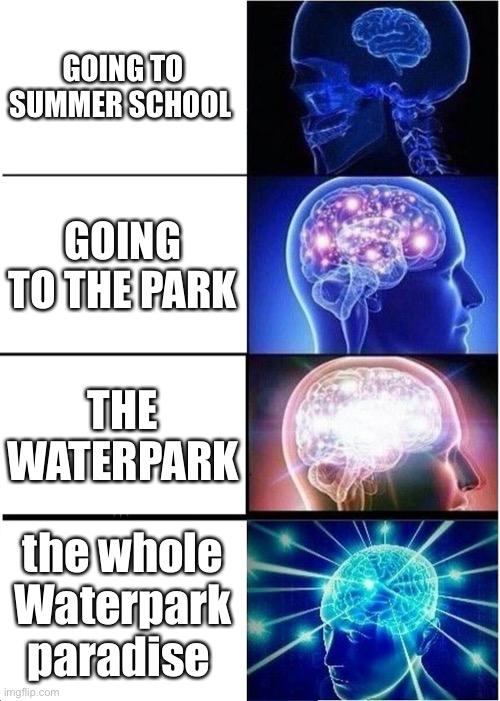 GOING TO
SUMMER SCHOOL
GOING
TO THE PARK
THE
WATERPARK
the whole
Waterpark
paradise
imgflip.com